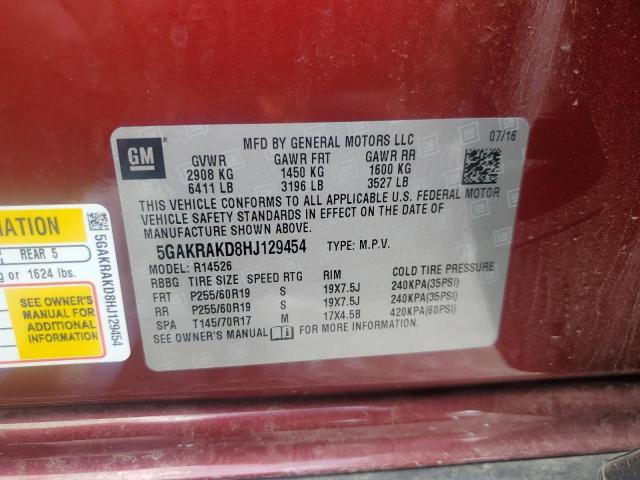 GM
MFD BY GENERAL MOTORS LLC 07/16
GVWR GAWR FRT GAWR RR
2908 KG 1450 KG 1600 KG
6411 LB 3196 LB 3527 LB
THIS VEHICLE CONFORMS TO ALL APPLICABLE U.S. FEDERAL MOTOR
VEHICLE SAFETY STANDARDS IN EFFECT ON THE DATE OF
MANUFACTURE SHOWN ABOVE.
5GAKRAKD8HJ129454 TYPE: M.P.V.
MODEL: R14526
RBBG TIRE SIZE SPEED RTG RIM COLD TIRE PRESSURE
FRT P255/60R19 S 19X7.5J 240KPA(35PSI)
RR P255/60R19 S 19X7.5J 240KPA(35PSI)
SPA T145/70R17 M 17X4.5B 420KPA(60PSI)
SEE OWNER'S MANUAL FOR MORE INFORMATION.
REAR 5
or 1624 lbs.
SEE OWNER'S
MANUAL FOR
ADDITIONAL
INFORMATION
5GAKRAKD8HJ129454